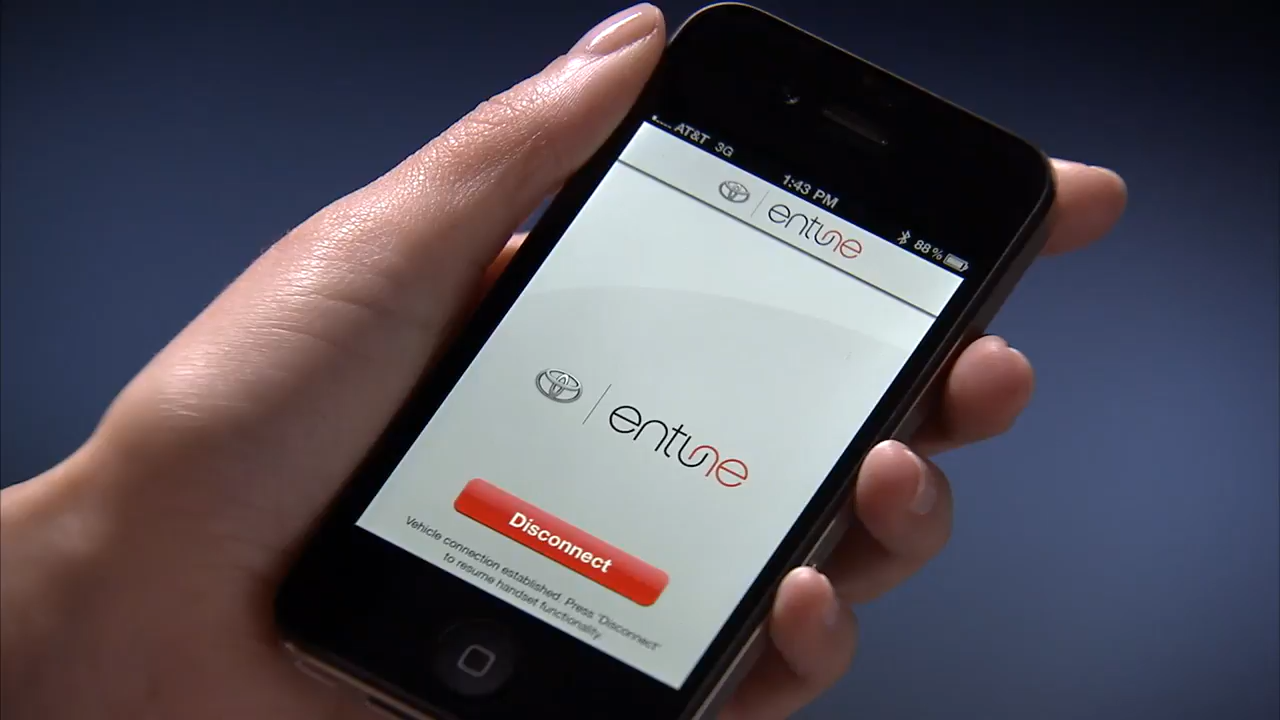 AT&T 3G 1:43 PM 88%
entune
entune
Disconnect
Vehicle connection established. Press "Disconnect"
to resume handset functionality.